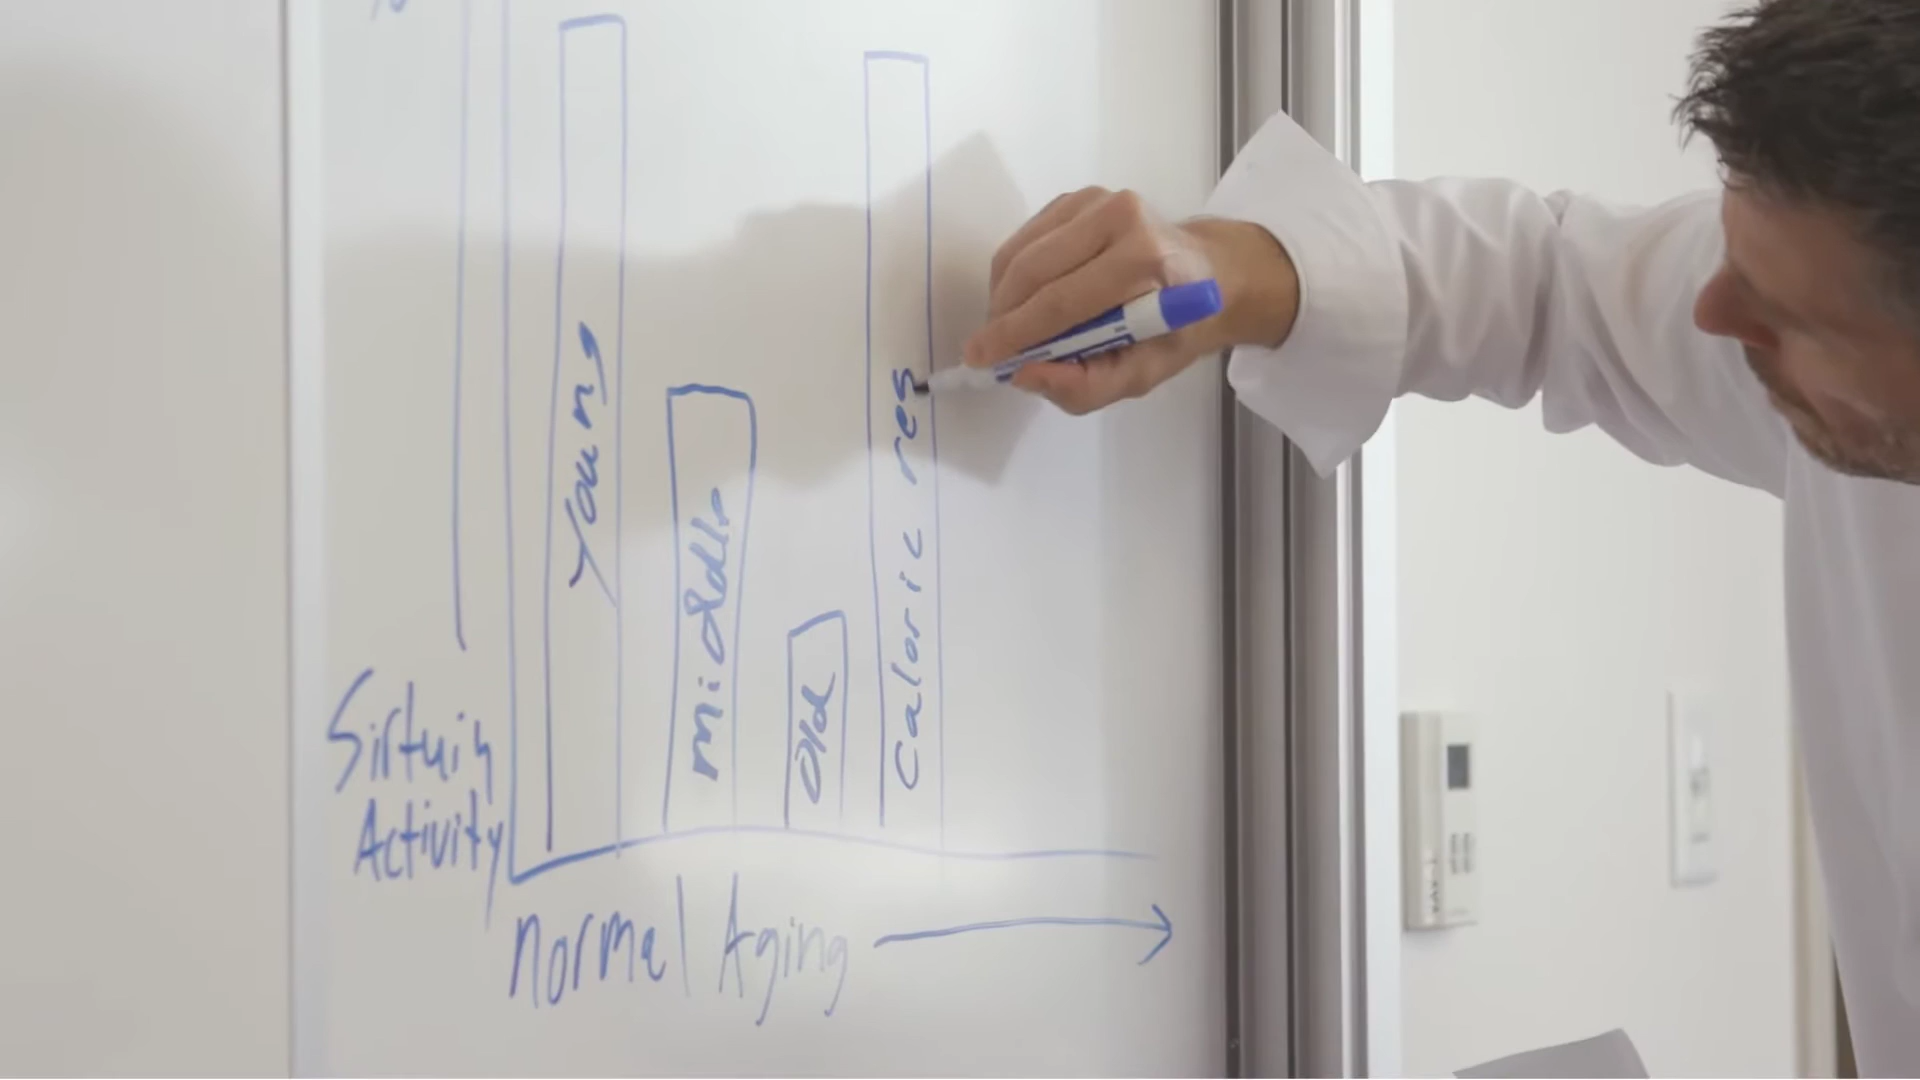 Young
Middle
Old
Caloric res
Sirtuin
Activity
Normal Aging